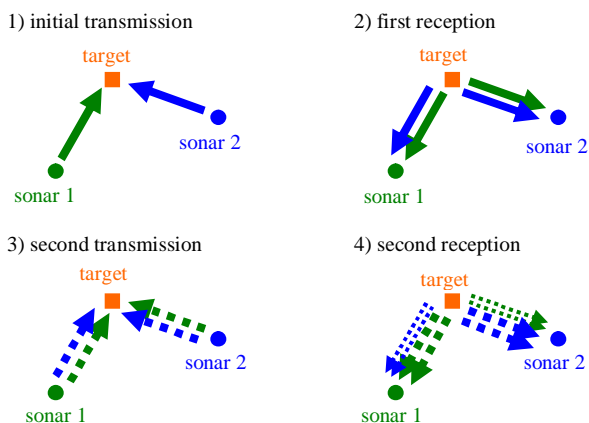 1) initial transmission
target
sonar 2
sonar 1
2) first reception
target
sonar 2
sonar 1
3) second transmission
target
sonar 2
sonar 1
4) second reception
target
sonar 2
sonar 1